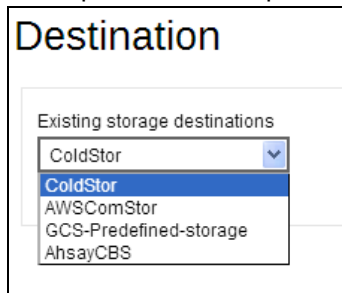 Destination
Existing storage destinations
ColdStor
ColdStor
AWSComStor
GCS-Predefined-storage
AhsayCBS